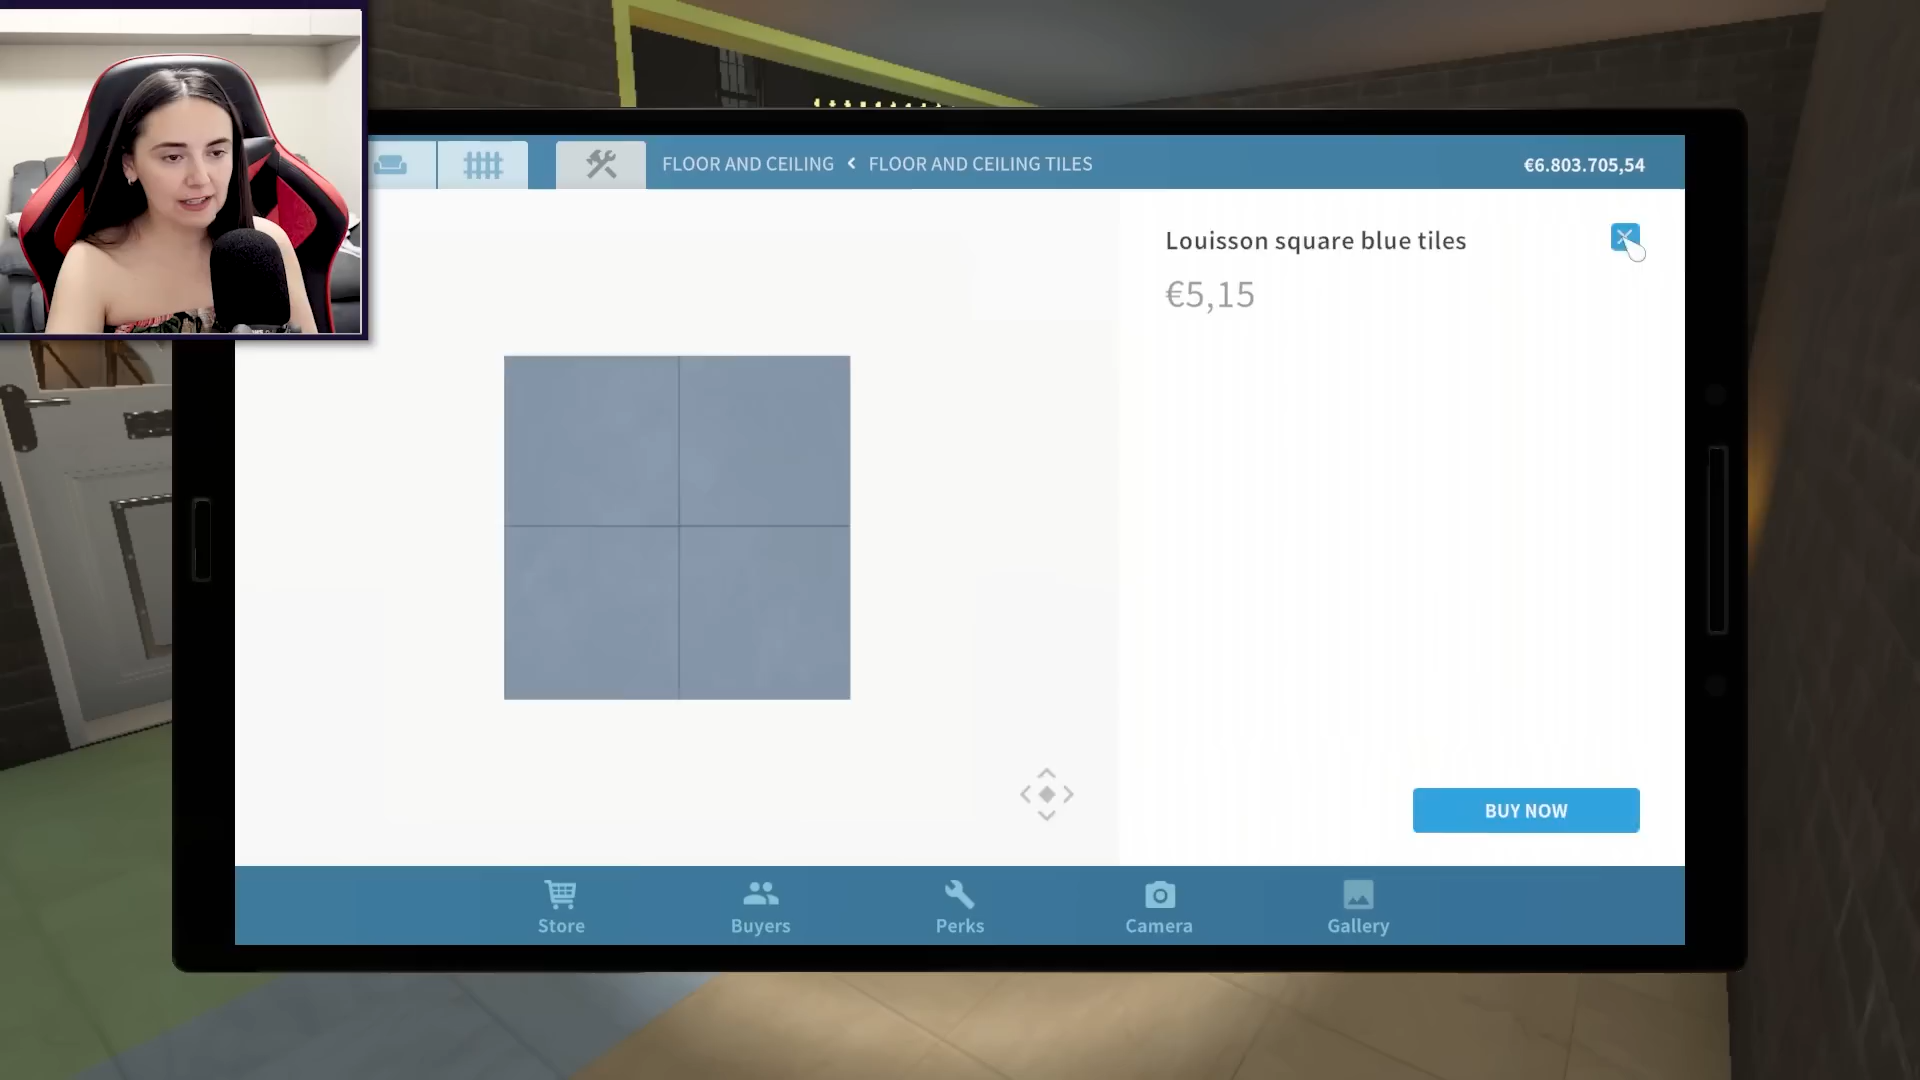 FLOOR AND CEILING < FLOOR AND CEILING TILES
€6.803.705,54
Louisson square blue tiles
€5,15
BUY NOW
Store
Buyers
Perks
Camera
Gallery